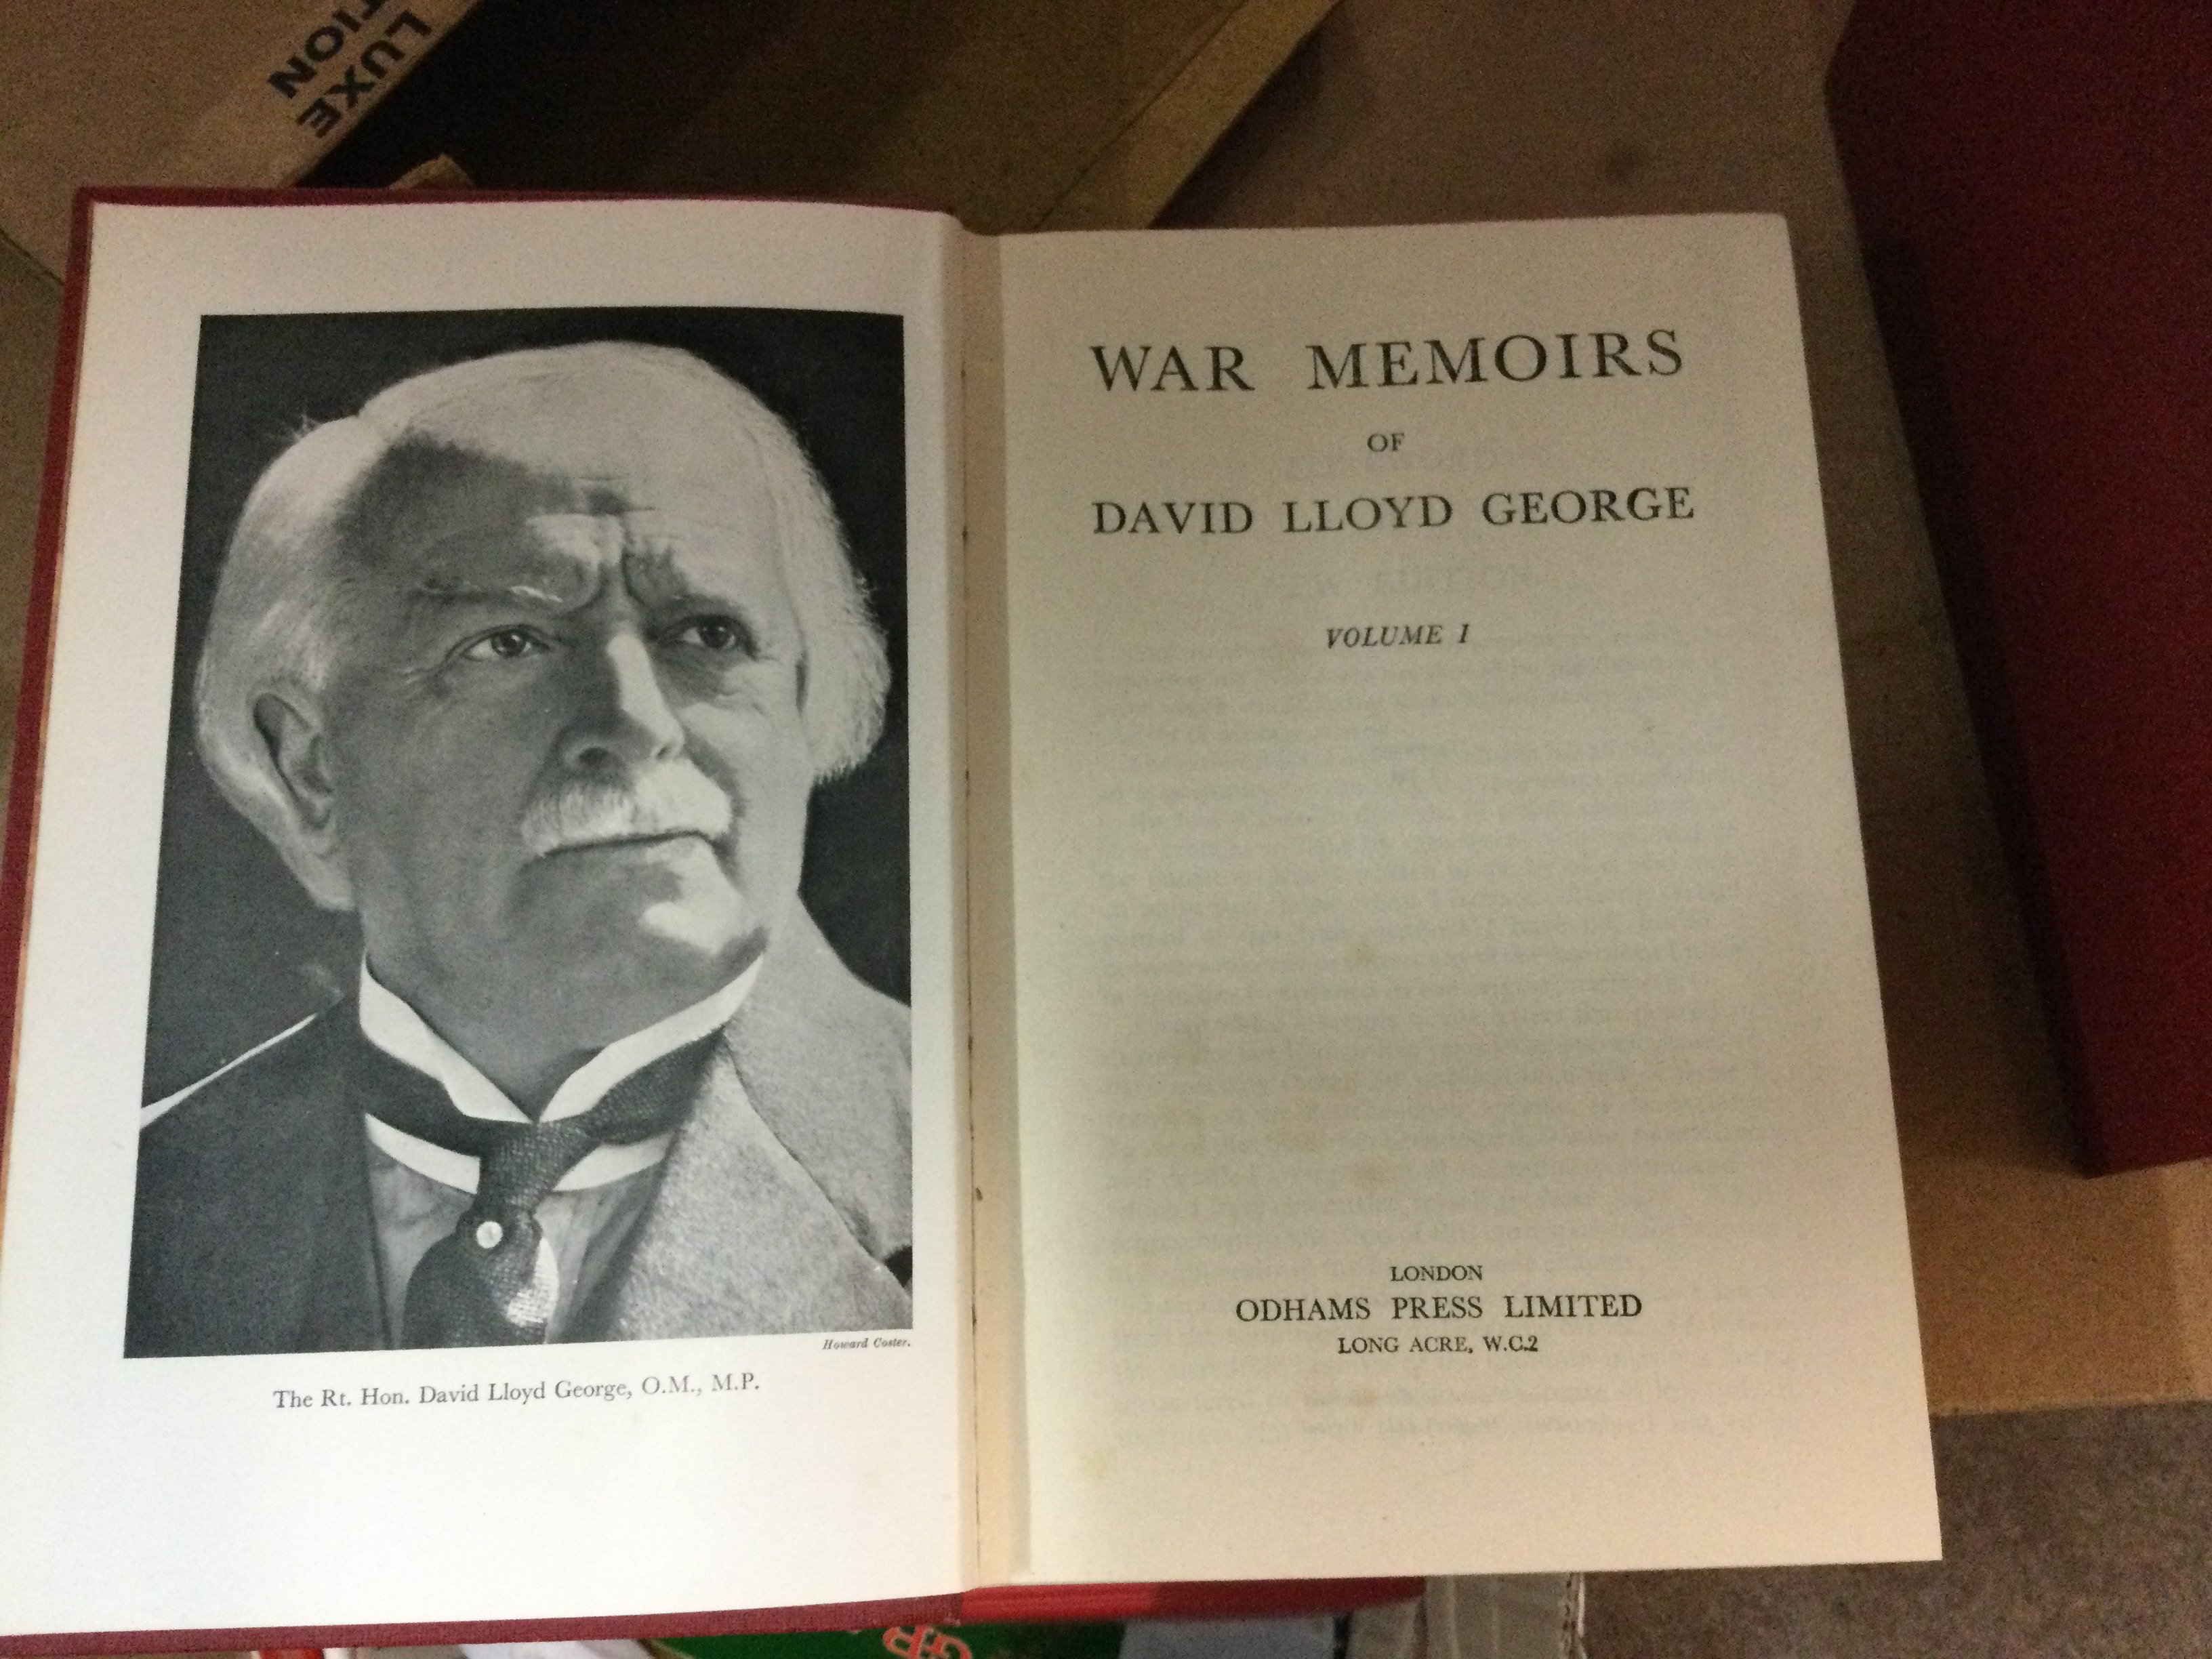 LUXE
TION
Howard Coster.
The Rt. Hon. David Lloyd George, O.M., M.P.
WAR MEMOIRS
OF
DAVID LLOYD GEORGE
VOLUME I
LONDON
ODHAMS PRESS LIMITED
LONG ACRE, W.C.2